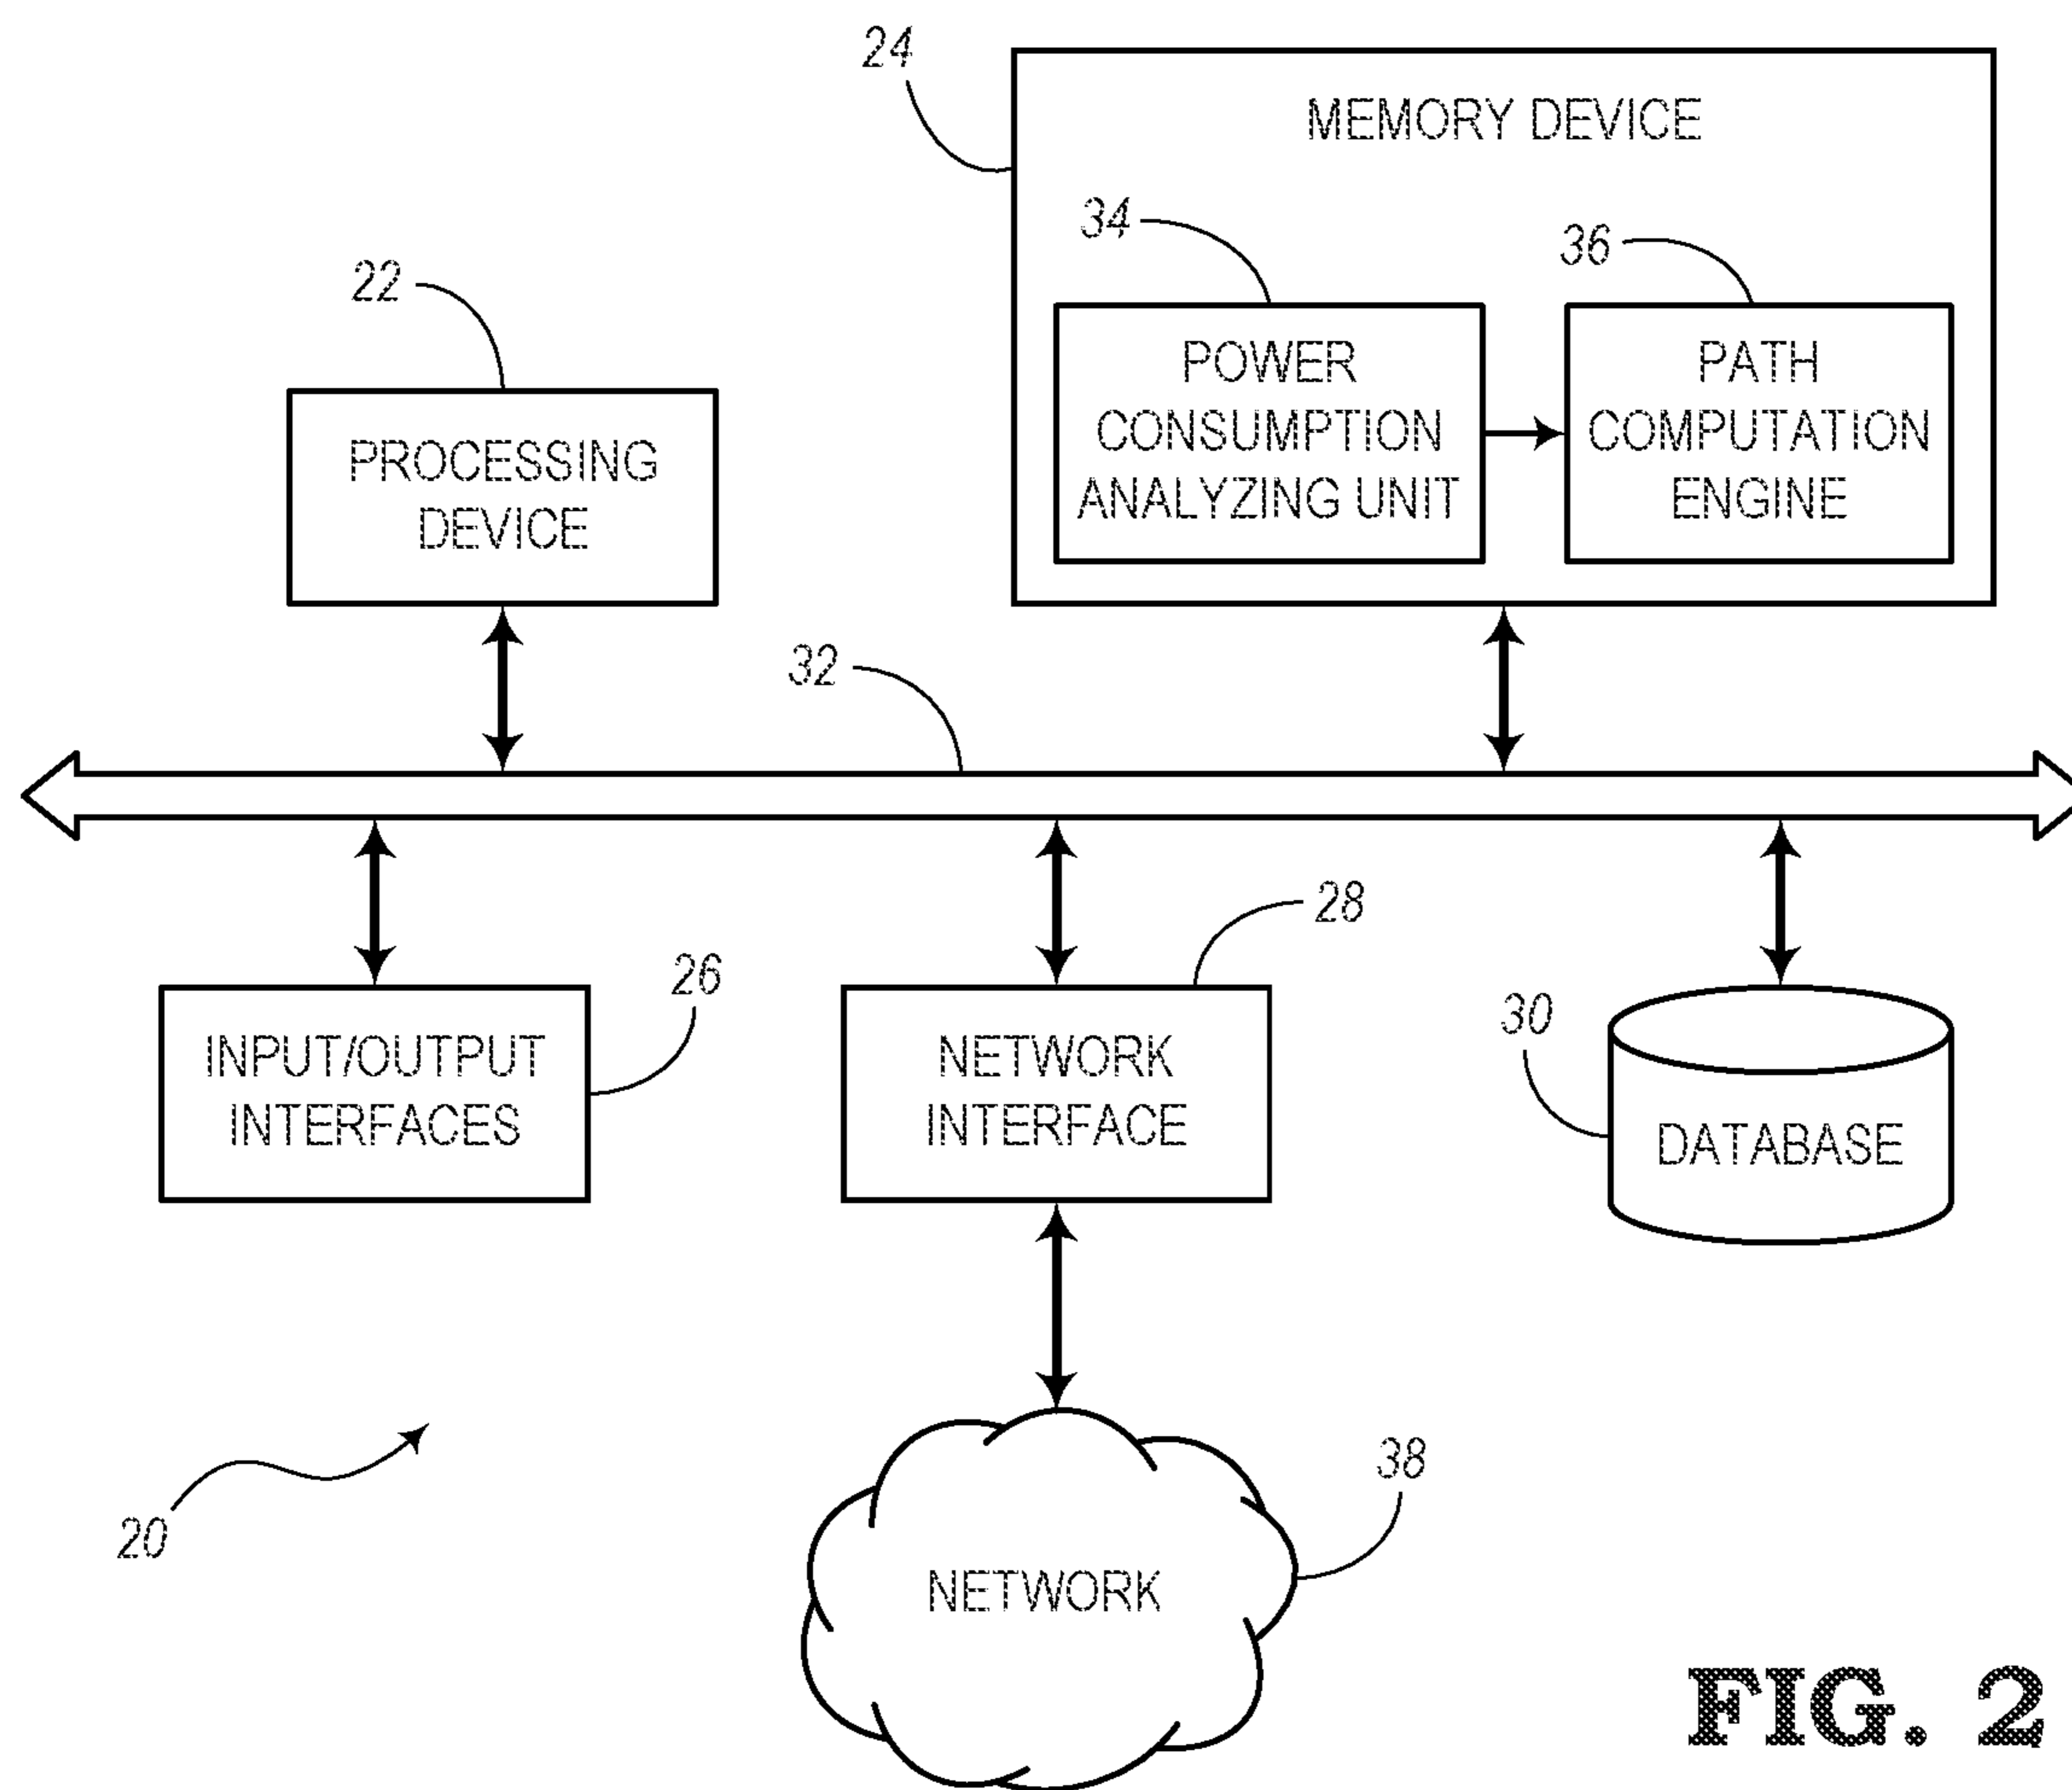 24
MEMORY DEVICE
34
36
22
POWER
CONSUMPTION
ANALYZING UNIT
PATH
COMPUTATION
ENGINE
PROCESSING
DEVICE
32
28
26
30
INPUT/OUTPUT
INTERFACES
NETWORK
INTERFACE
DATABASE
38
20
NETWORK
FIG. 2